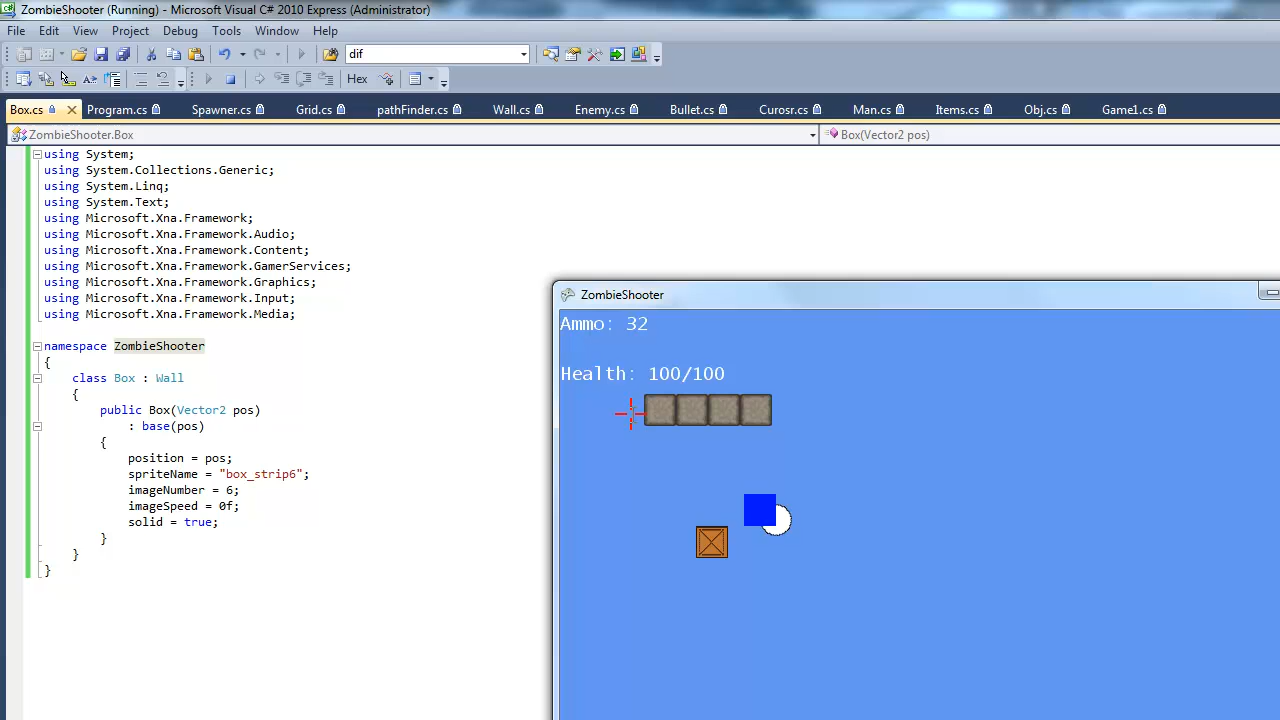 ZombieShooter (Running) - Microsoft Visual C# 2010 Express (Administrator)
File Edit View Project Debug Tools Window Help
dif
Hex
Box.cs Program.cs Spawner.cs Grid.cs pathFinder.cs Wall.cs Enemy.cs Bullet.cs Curosr.cs Man.cs Items.cs Obj.cs Game1.cs
ZombieShooter.Box Box(Vector2 pos)
using System;
using System.Collections.Generic;
using System.Linq;
using System.Text;
using Microsoft.Xna.Framework;
using Microsoft.Xna.Framework.Audio;
using Microsoft.Xna.Framework.Content;
using Microsoft.Xna.Framework.GamerServices;
using Microsoft.Xna.Framework.Graphics;
using Microsoft.Xna.Framework.Input;
using Microsoft.Xna.Framework.Media;
namespace ZombieShooter
{
class Box : Wall
{
public Box(Vector2 pos)
: base(pos)
{
position = pos;
spriteName = "box_strip6";
imageNumber = 6;
imageSpeed = 0f;
solid = true;
}
}
}
ZombieShooter
Ammo: 32
Health: 100/100